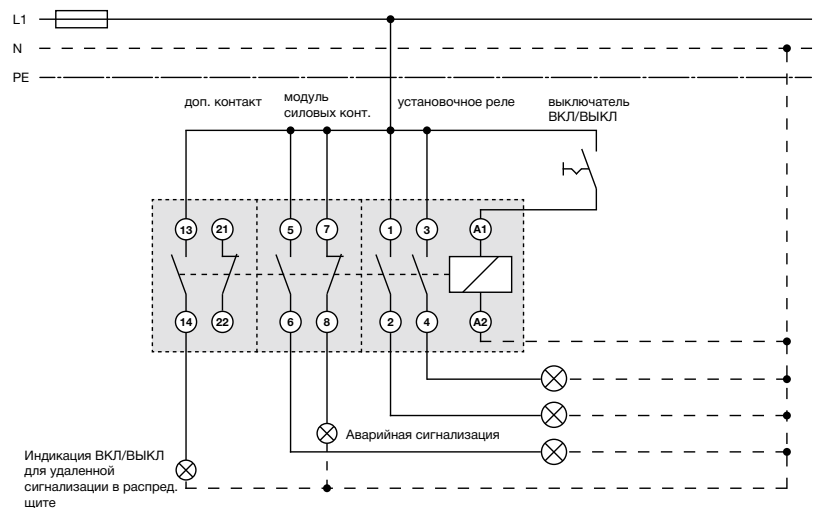 L1
N
PE
доп. контакт
модуль
силовых конт.
установочное реле
выключатель
ВКЛ/ВЫКЛ
13
21
5
7
1
3
A1
14
22
6
8
2
4
A2
Аварийная сигнализация
Индикация ВКЛ/ВЫКЛ
для удаленной
сигнализации в распред.
щите